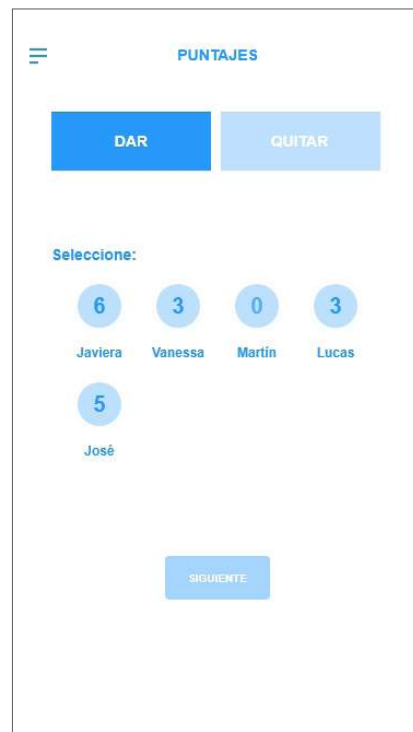 PUNTAJES
DAR QUITAR
Seleccione:
6 3 0 3
Javiera Vanessa Martín Lucas
5
José
SIGUIENTE